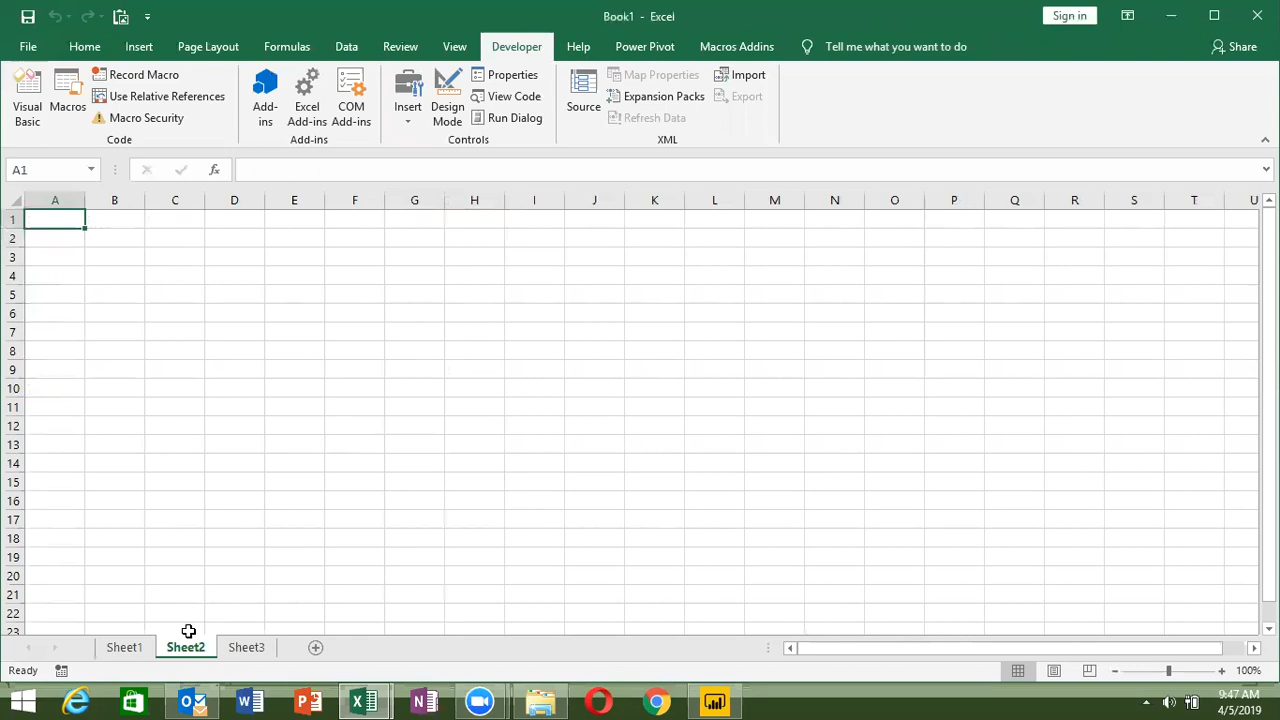 Book1 - Excel
Sign in
File Home Insert Page Layout Formulas Data Review View Developer Help Power Pivot Macros Addins Tell me what you want to do Share
Visual Basic
Macros
Record Macro
Use Relative References
Macro Security
Code
Add-ins
Excel Add-ins
COM Add-ins
Add-ins
Insert
Design Mode
Properties
View Code
Run Dialog
Controls
Source
Map Properties
Expansion Packs
Refresh Data
Import
Export
XML
A1
fx
A B C D E F G H I J K L M N O P Q R S T U
1
2
3
4
5
6
7
8
9
10
11
12
13
14
15
16
17
18
19
20
21
22
23
Sheet1 Sheet2 Sheet3
Ready
100%
9:47 AM
4/5/2019